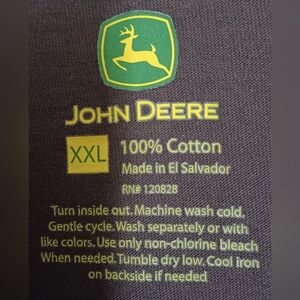 JOHN DEERE
XXL
100% Cotton
Made in El Salvador
RN# 120828
Turn inside out. Machine wash cold.
Gentle cycle. Wash separately or with
like colors. Use only non-chlorine bleach
When needed. Tumble dry low. Cool iron
on backside if needed